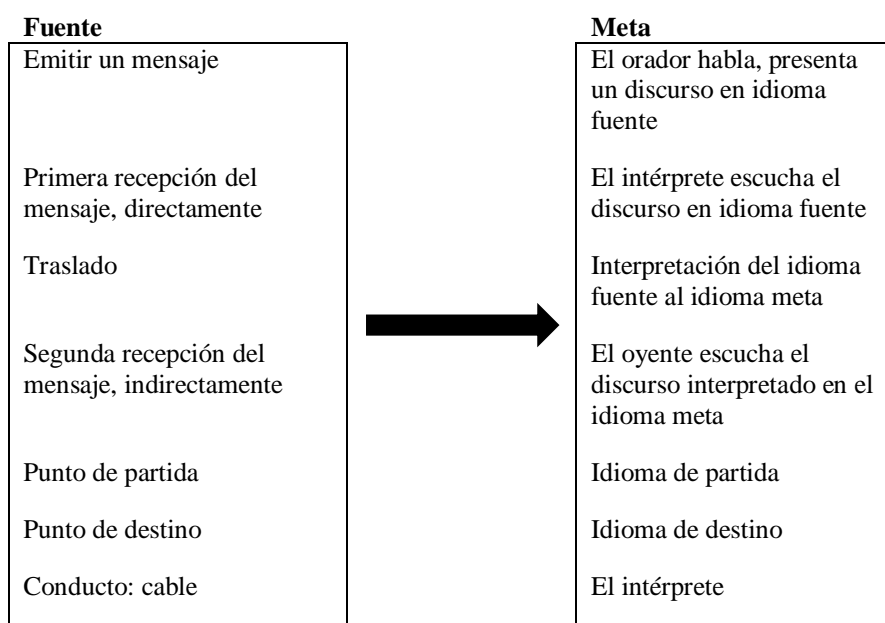 Fuente
Emitir un mensaje
Primera recepción del
mensaje, directamente
Traslado
Segunda recepción del
mensaje, indirectamente
Punto de partida
Punto de destino
Conducto: cable
Meta
El orador habla, presenta
un discurso en idioma
fuente
El intérprete escucha el
discurso en idioma fuente
Interpretación del idioma
fuente al idioma meta
El oyente escucha el
discurso interpretado en el
idioma meta
Idioma de partida
Idioma de destino
El intérprete